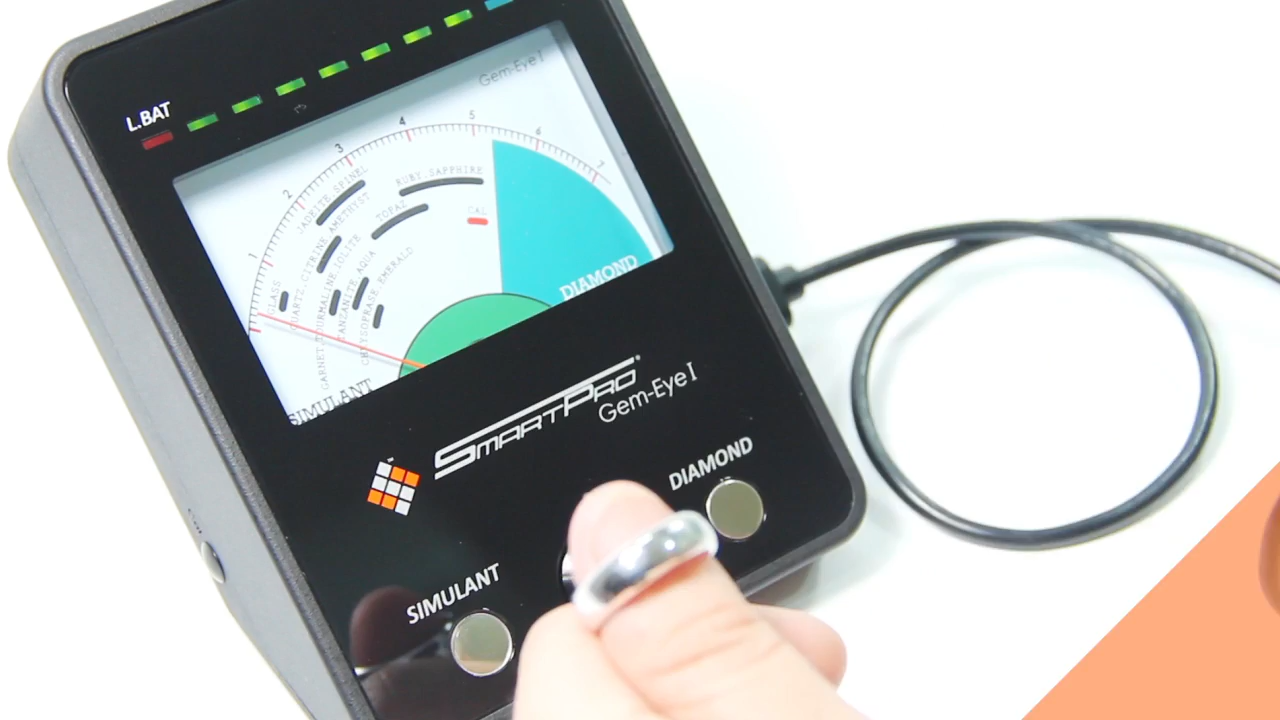 L.BAT
Gem-Eye I
1 2 3 4 5 6 7
JADEITE.SPINEL
RUBY.SAPPHIRE
QUARTZ.CITRINE AMETHYST
TOPAZ
CAL
GLASS
GARNET.TOURMALINE.IOLITE
TANZANITE AQUA
CHRYSOPRASE.EMERALD
SIMULANT
DIAMOND
SMARTPRO
Gem-Eye I
SIMULANT
DIAMOND